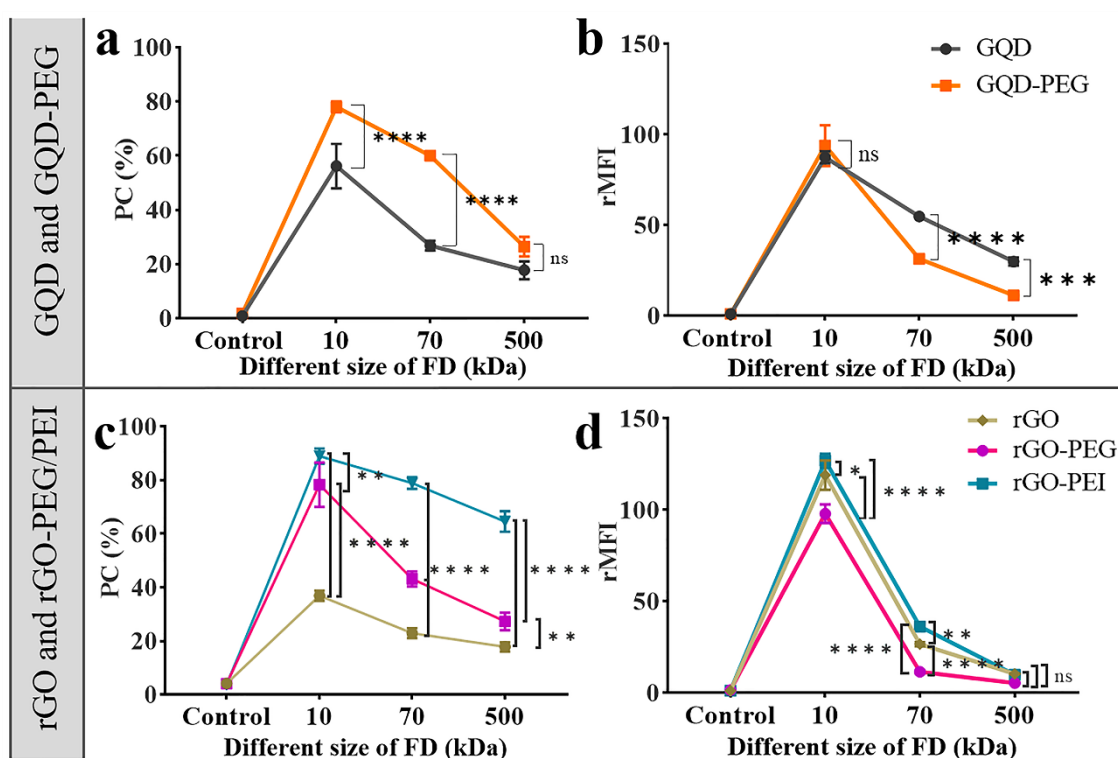 GQD and GQD-PEG
a
PC (%)
100
80
60
40
20
0
****
****
ns
Control 10 70 500
Different size of FD (kDa)
b
rMFI
150
100
50
0
GQD
GQD-PEG
ns
****
***
Control 10 70 500
Different size of FD (kDa)
rGO and rGO-PEG/PEI
c
PC (%)
100
80
60
40
20
0
**
****
****
****
**
Control 10 70 500
Different size of FD (kDa)
d
rMFI
150
100
50
0
rGO
rGO-PEG
rGO-PEI
*
****
**
****
****
ns
Control 10 70 500
Different size of FD (kDa)